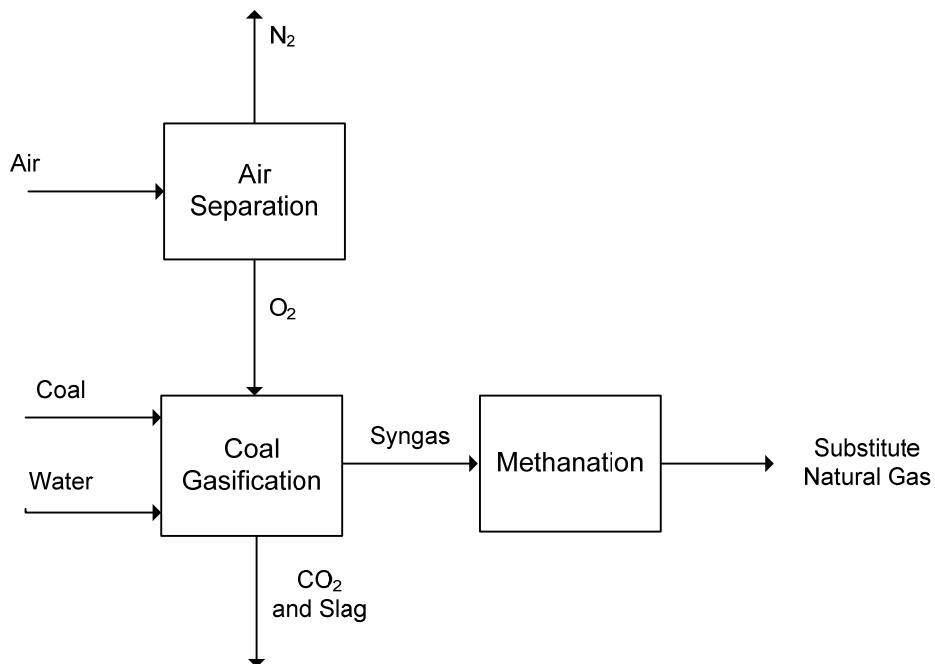 N₂
Air
Air
Separation
O₂
Coal
Water
Coal
Gasification
Syngas
Methanation
Substitute
Natural Gas
CO₂
and Slag